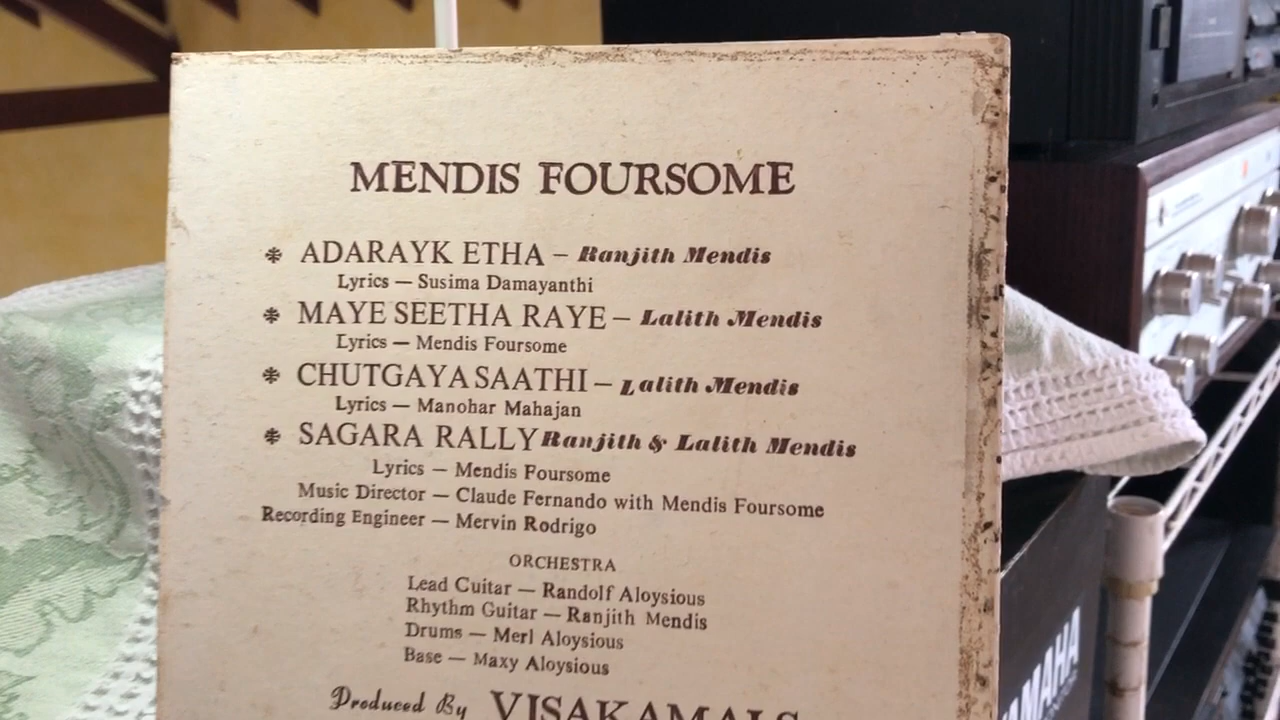 MENDIS FOURSOME
* ADARAYK ETHA – Ranjith Mendis
Lyrics – Susima Damayanthi
* MAYE SEETHA RAYE – Lalith Mendis
Lyrics – Mendis Foursome
* CHUTGAYA SAATHI – Lalith Mendis
Lyrics – Manohar Mahajan
* SAGARA RALLY Ranjith & Lalith Mendis
Lyrics – Mendis Foursome
Music Director – Claude Fernando with Mendis Foursome
Recording Engineer – Mervin Rodrigo
ORCHESTRA
Lead Guitar – Randolf Aloysious
Rhythm Guitar – Ranjith Mendis
Drums – Merl Aloysious
Base – Maxy Aloysious
Produced By VISAKAMALS
YAMAHA